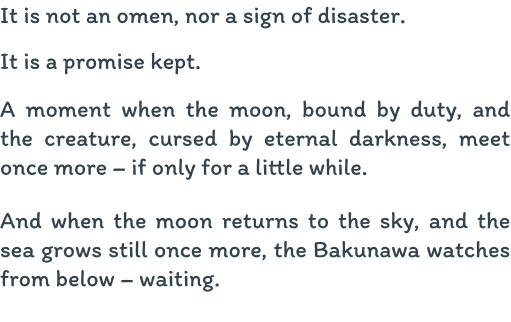 It is not an omen, nor a sign of disaster.
It is a promise kept.
A moment when the moon, bound by duty, and
the creature, cursed by eternal darkness, meet
once more – if only for a little while.
And when the moon returns to the sky, and the
sea grows still once more, the Bakunawa watches
from below – waiting.